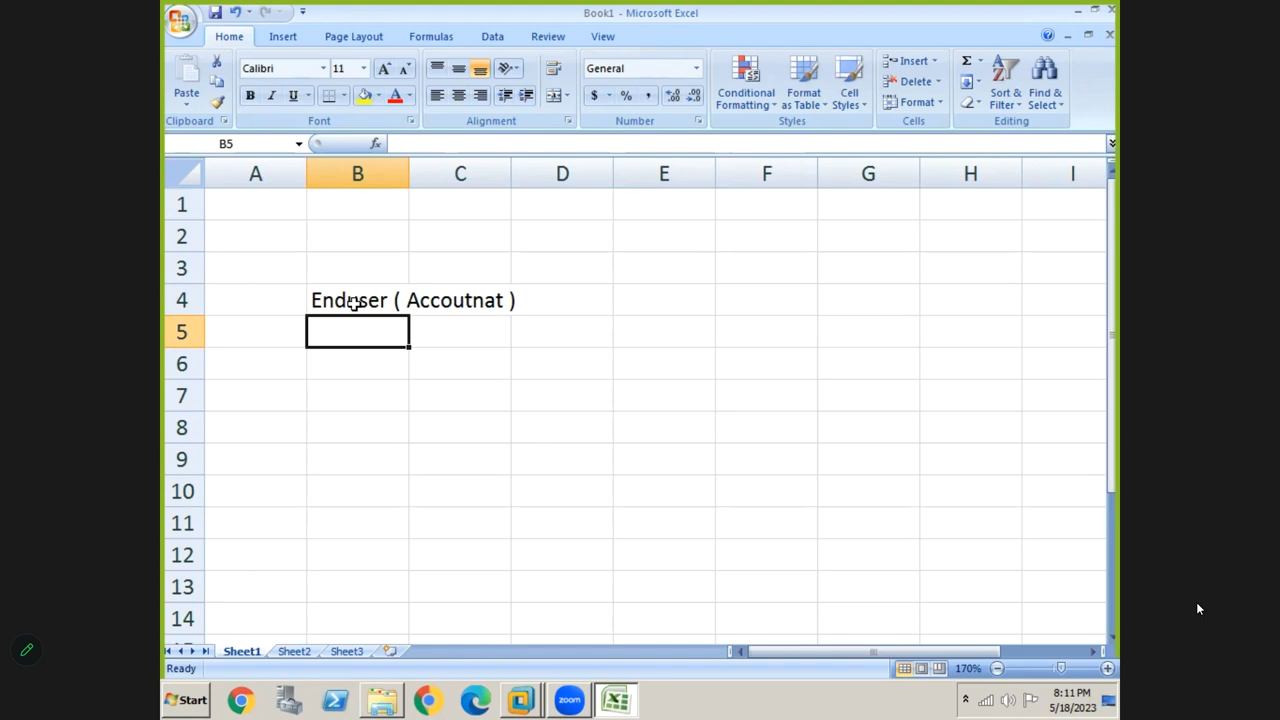 Book1 - Microsoft Excel
Home Insert Page Layout Formulas Data Review View
Paste
Calibri 11
B I U
General
$ % ,
Conditional Formatting
Format as Table
Cell Styles
Insert
Delete
Format
Σ
Sort & Filter
Find & Select
Clipboard Font Alignment Number Styles Cells Editing
B5 fx
A B C D E F G H I
1
2
3
4 Enduser ( Accoutnat )
5
6
7
8
9
10
11
12
13
14
Sheet1 Sheet2 Sheet3
Ready 170%
Start zoom 8:11 PM
5/18/2023